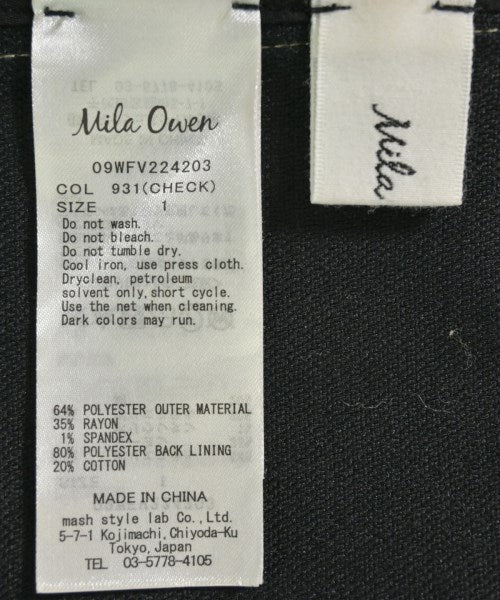 Mila Owen
09WFV224203
COL 931(CHECK)
SIZE 1
Do not wash.
Do not bleach.
Do not tumble dry.
Cool iron, use press cloth.
Dryclean, petroleum
solvent only,short cycle.
Use the net when cleaning.
Dark colors may run.
64% POLYESTER OUTER MATERIAL
35% RAYON
1% SPANDEX
80% POLYESTER BACK LINING
20% COTTON
MADE IN CHINA
mash style lab Co.,Ltd.
5-7-1 Kojimachi,Chiyoda-Ku
Tokyo,Japan
TEL 03-5778-4105
Mila